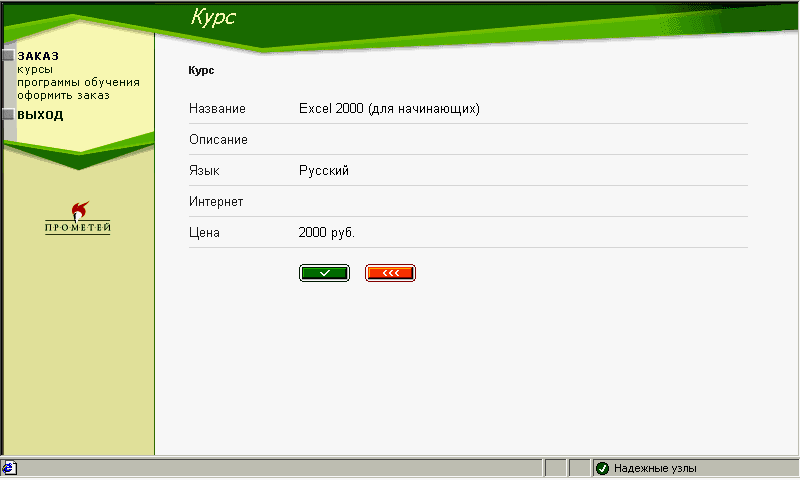 Курс
ЗАКАЗ
курсы
программы обучения
оформить заказ
ВЫХОД
ПРОМЕТЕЙ
Курс
Название Excel 2000 (для начинающих)
Описание
Язык Русский
Интернет
Цена 2000 руб.
<<<
Надежные узлы